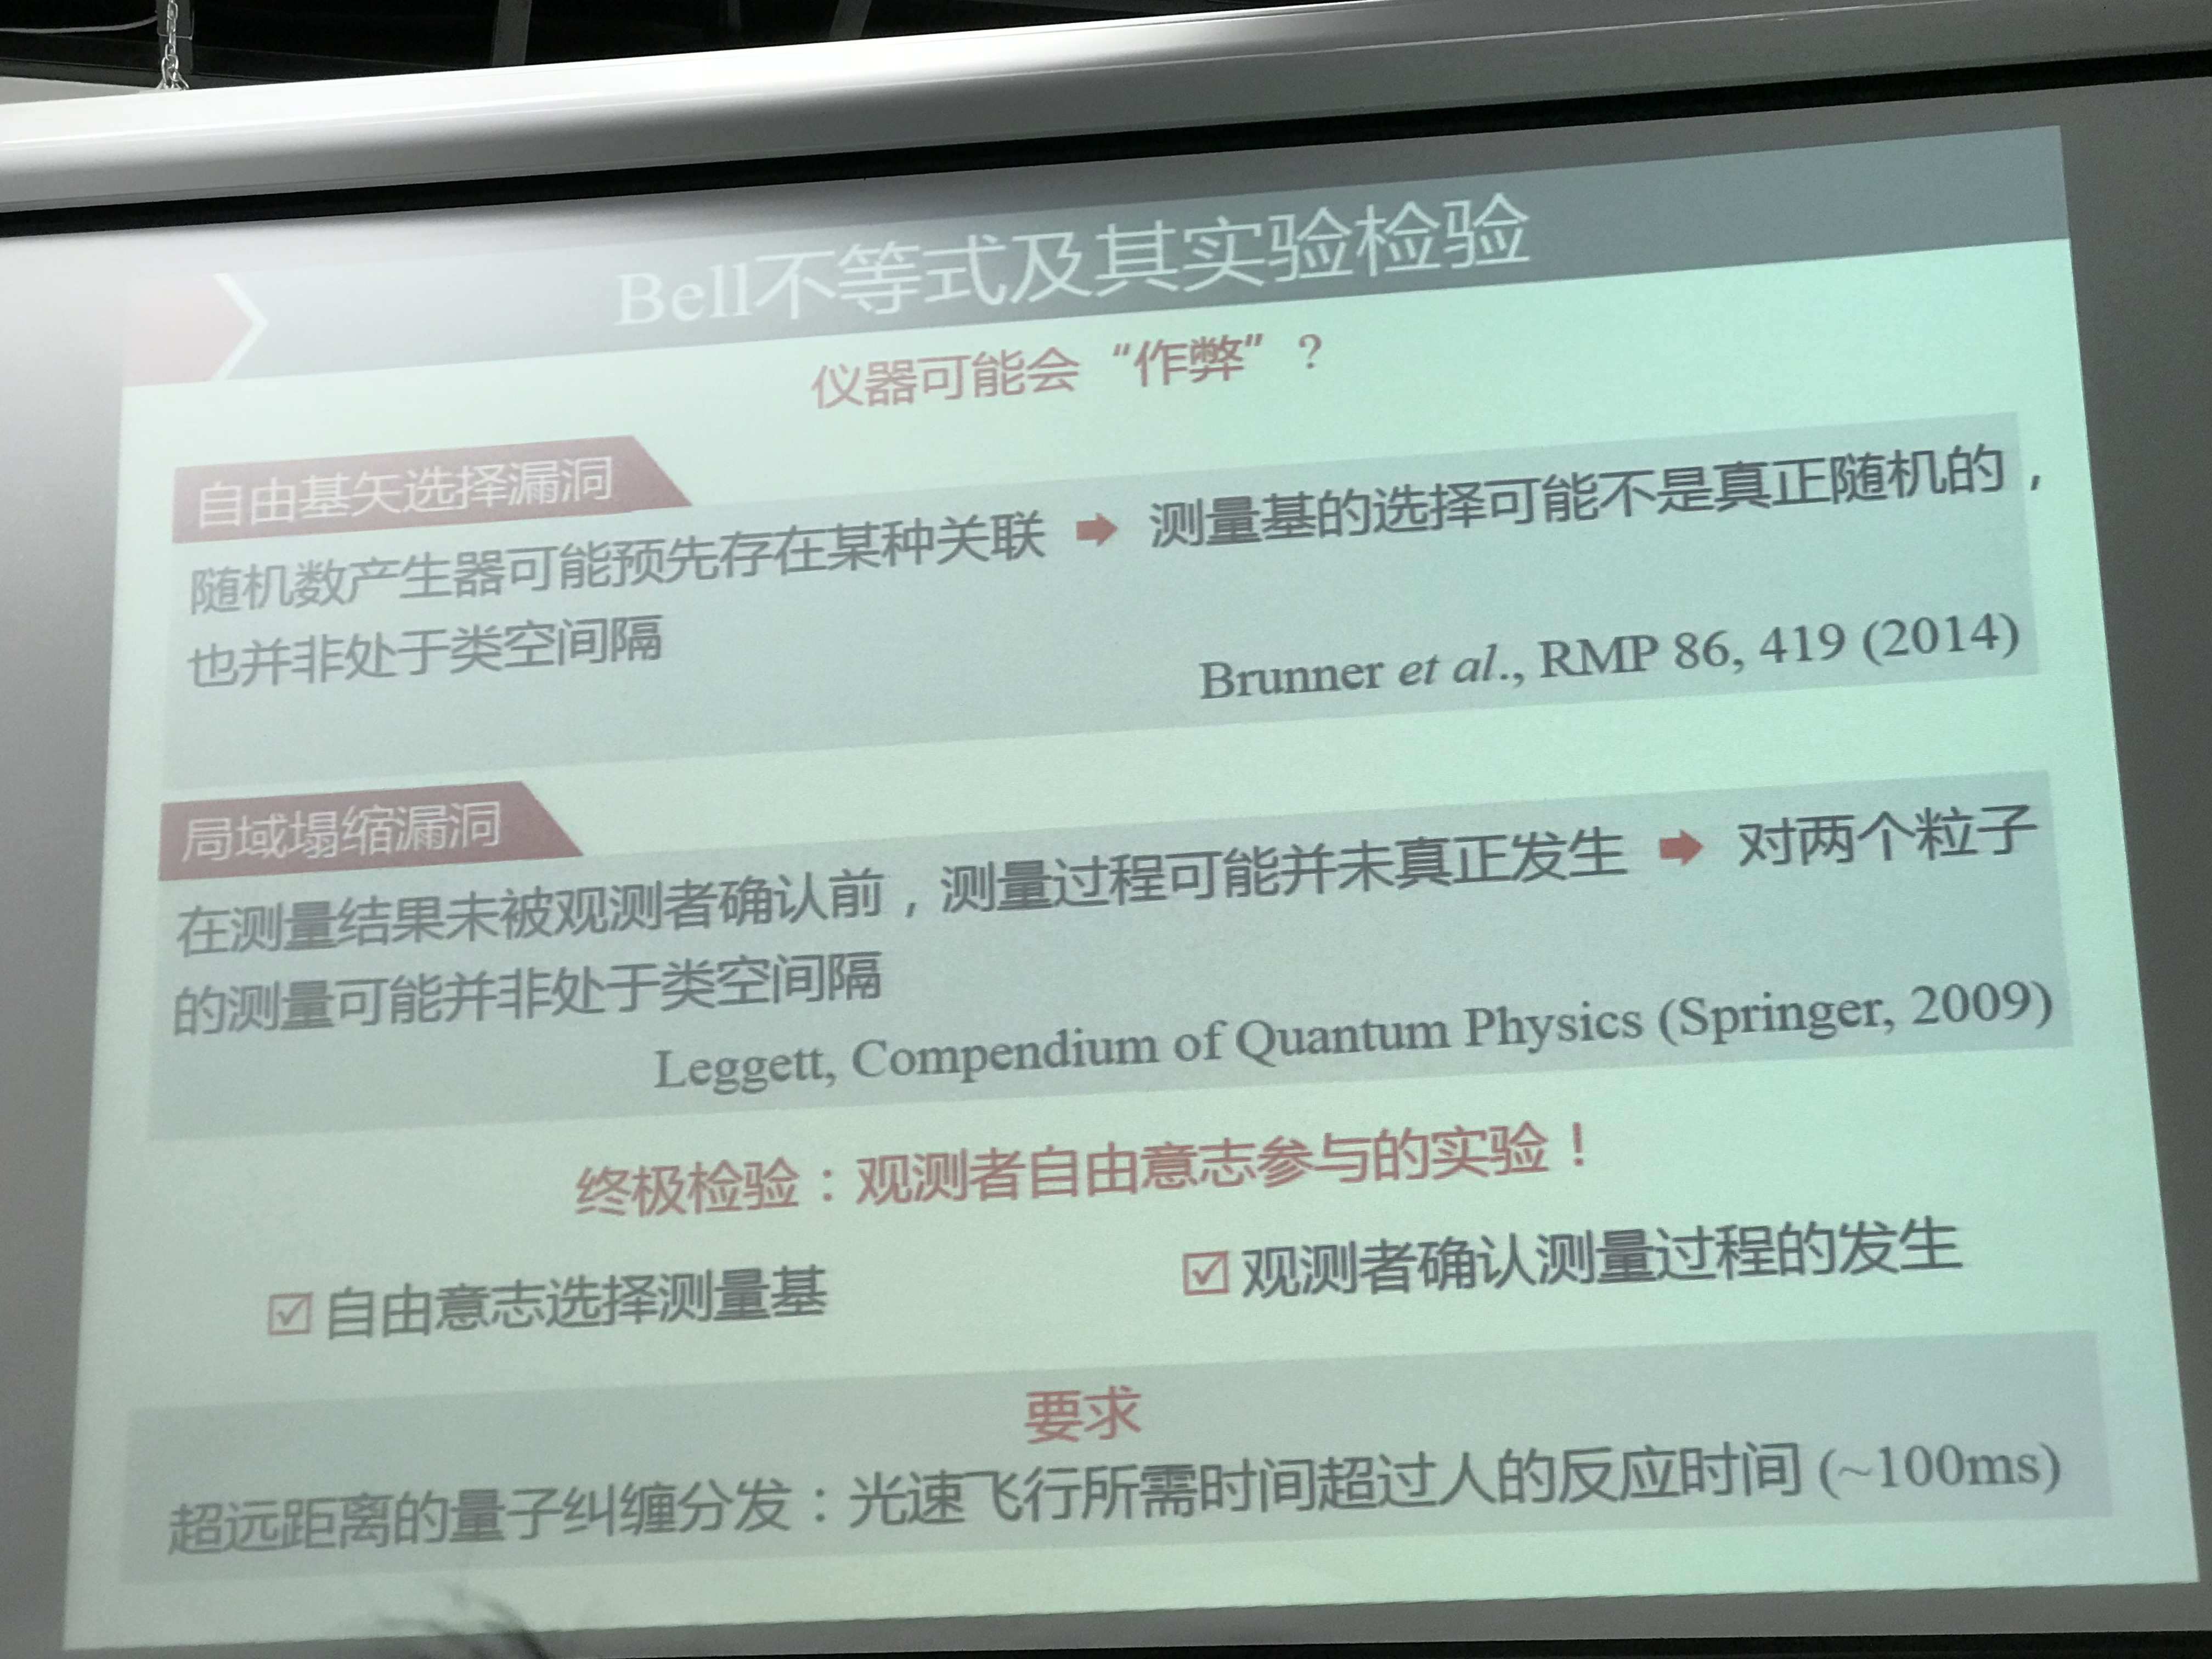 Bell不等式及其实验检验
仪器可能会“作弊”?
自由基矢选择漏洞
随机数产生器可能预先存在某种关联 ➡ 测量基的选择可能不是真正随机的，
也并非处于类空间隔
Brunner et al., RMP 86, 419 (2014)
局域塌缩漏洞
在测量结果未被观测者确认前，测量过程可能并未真正发生 ➡ 对两个粒子
的测量可能并非处于类空间隔
Leggett, Compendium of Quantum Physics (Springer, 2009)
终极检验：观测者自由意志参与的实验！
☑自由意志选择测量基 ☑观测者确认测量过程的发生
要求
超远距离的量子纠缠分发：光速飞行所需时间超过人的反应时间 (~100ms)